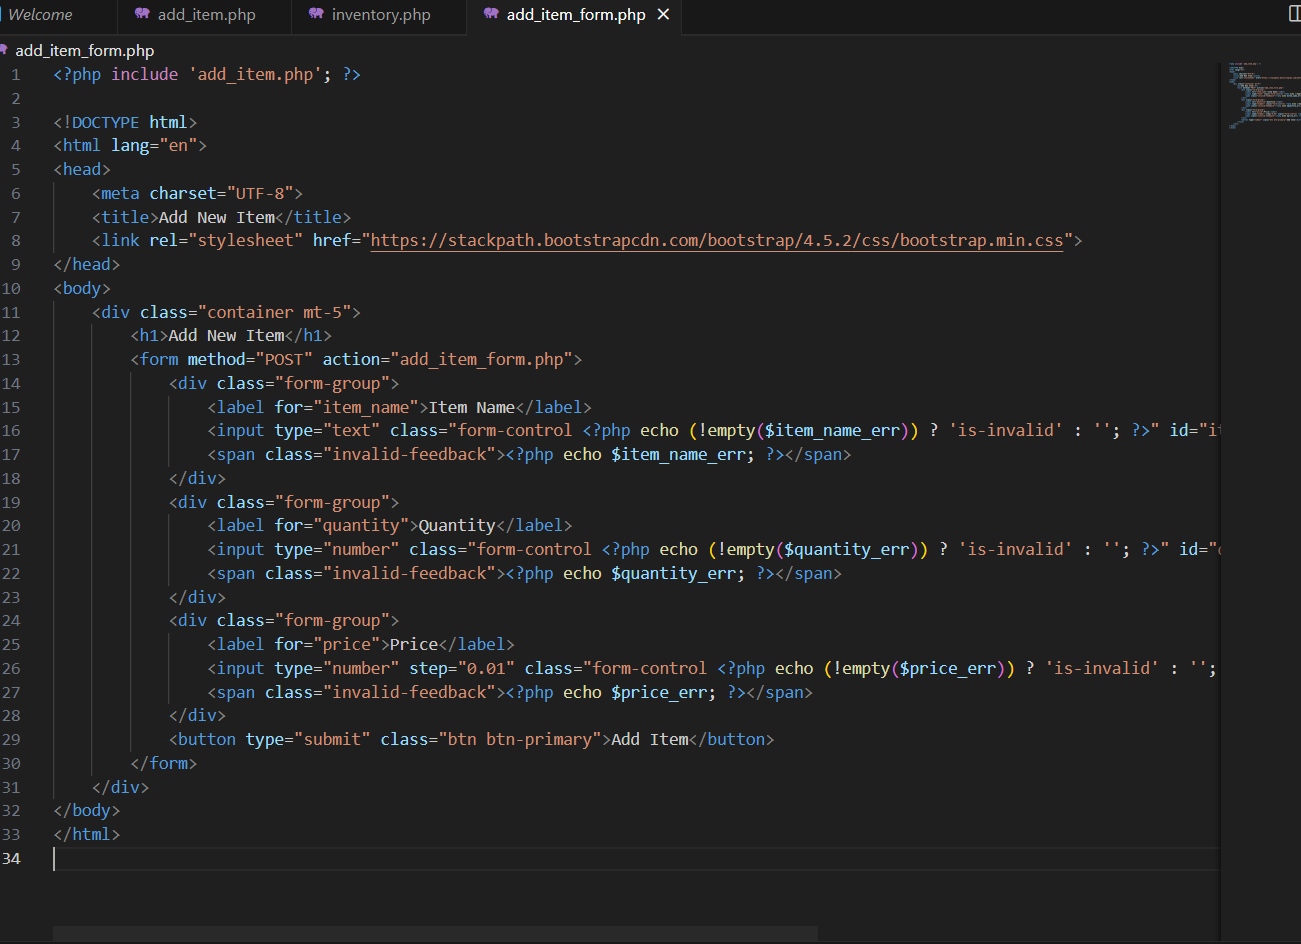 Welcome
add_item.php
inventory.php
add_item_form.php
add_item_form.php
1 <?php include 'add_item.php'; ?>
2
3 <!DOCTYPE html>
4 <html lang="en">
5 <head>
6 <meta charset="UTF-8">
7 <title>Add New Item</title>
8 <link rel="stylesheet" href="https://stackpath.bootstrapcdn.com/bootstrap/4.5.2/css/bootstrap.min.css">
9 </head>
10 <body>
11 <div class="container mt-5">
12 <h1>Add New Item</h1>
13 <form method="POST" action="add_item_form.php">
14 <div class="form-group">
15 <label for="item_name">Item Name</label>
16 <input type="text" class="form-control <?php echo (!empty($item_name_err)) ? 'is-invalid' : ''; ?>" id="it
17 <span class="invalid-feedback"><?php echo $item_name_err; ?></span>
18 </div>
19 <div class="form-group">
20 <label for="quantity">Quantity</label>
21 <input type="number" class="form-control <?php echo (!empty($quantity_err)) ? 'is-invalid' : ''; ?>" id="
22 <span class="invalid-feedback"><?php echo $quantity_err; ?></span>
23 </div>
24 <div class="form-group">
25 <label for="price">Price</label>
26 <input type="number" step="0.01" class="form-control <?php echo (!empty($price_err)) ? 'is-invalid' : '';
27 <span class="invalid-feedback"><?php echo $price_err; ?></span>
28 </div>
29 <button type="submit" class="btn btn-primary">Add Item</button>
30 </form>
31 </div>
32 </body>
33 </html>
34